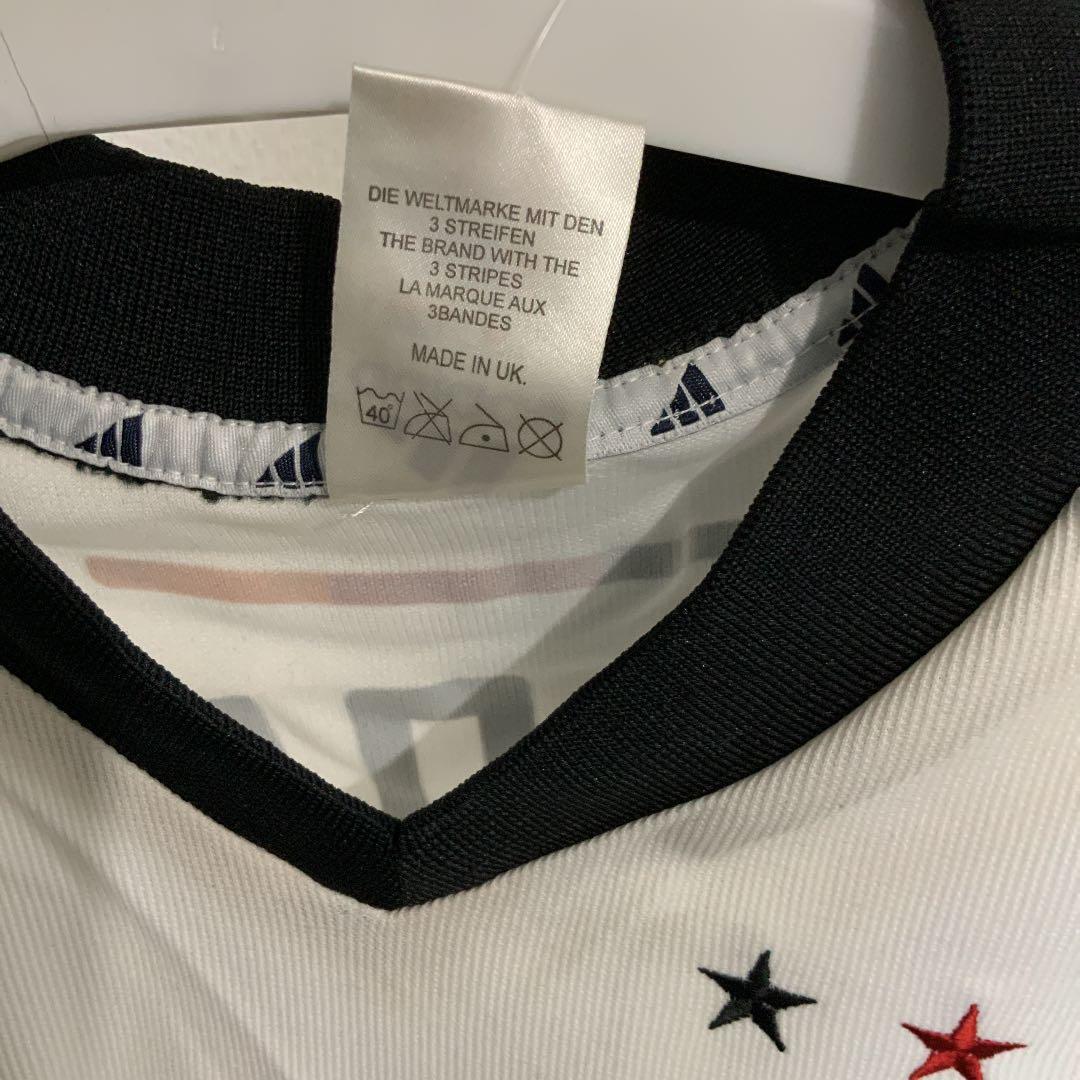 DIE WELTMARKE MIT DEN
3 STREIFEN
THE BRAND WITH THE
3 STRIPES
LA MARQUE AUX
3BANDES
MADE IN UK.
40°